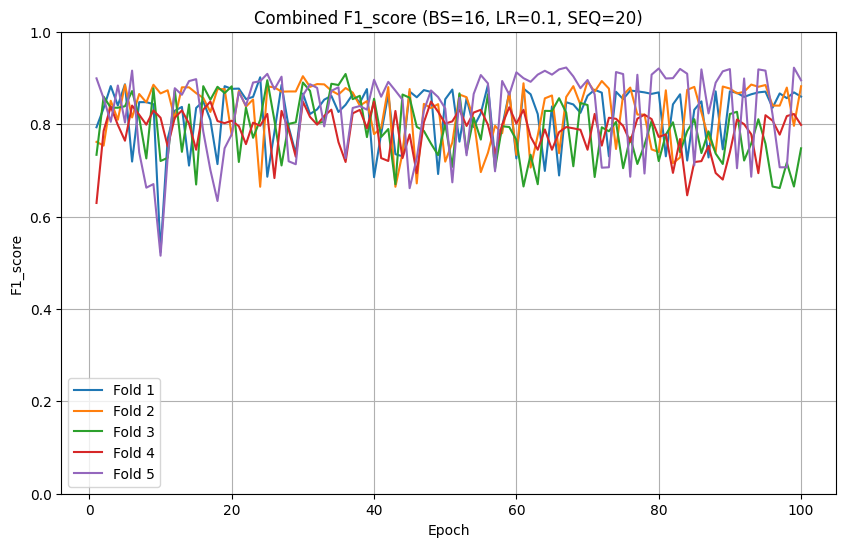 Combined F1_score (BS=16, LR=0.1, SEQ=20)
1.0
0.8
0.6
0.4
0.2
0.0
F1_score
Fold 1
Fold 2
Fold 3
Fold 4
Fold 5
0 20 40 60 80 100
Epoch